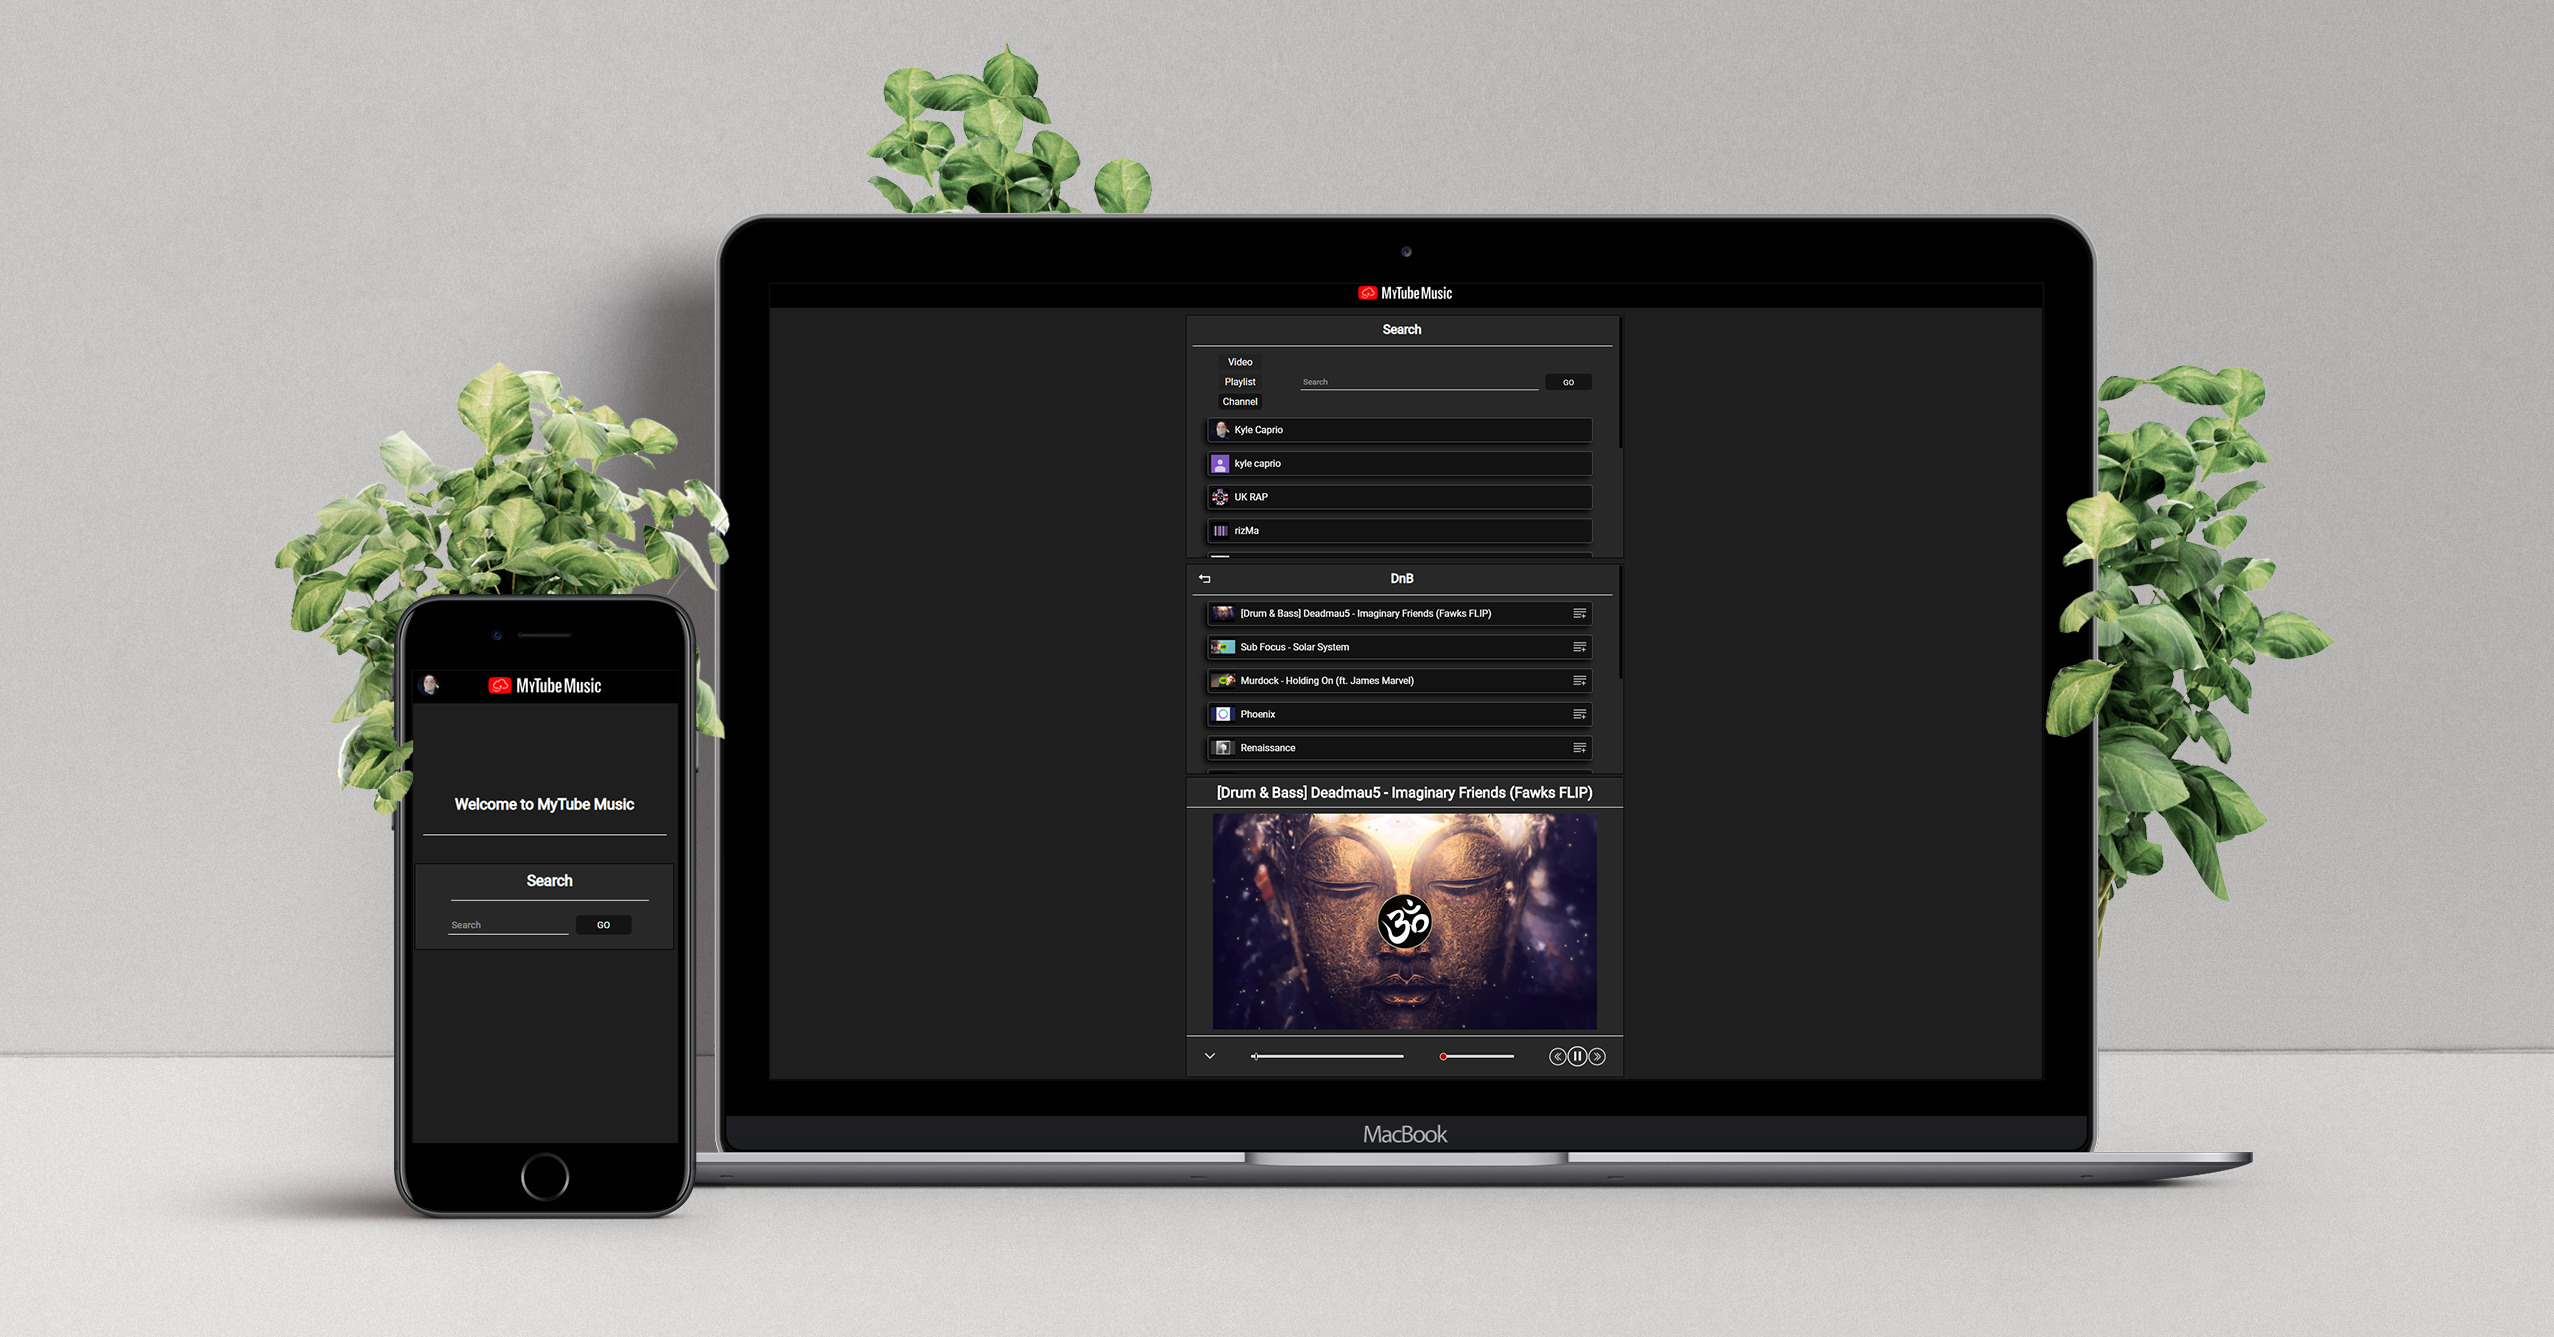 MyTube Music
Search
Video
Playlist
Channel
Search
GO
Kyle Caprio
kyle caprio
UK RAP
rizMa
DnB
[Drum & Bass] Deadmau5 - Imaginary Friends (Fawks FLIP)
Sub Focus - Solar System
Murdock - Holding On (ft. James Marvel)
Phoenix
Renaissance
[Drum & Bass] Deadmau5 - Imaginary Friends (Fawks FLIP)
ॐ
MacBook
MyTube Music
Welcome to MyTube Music
Search
Search
GO